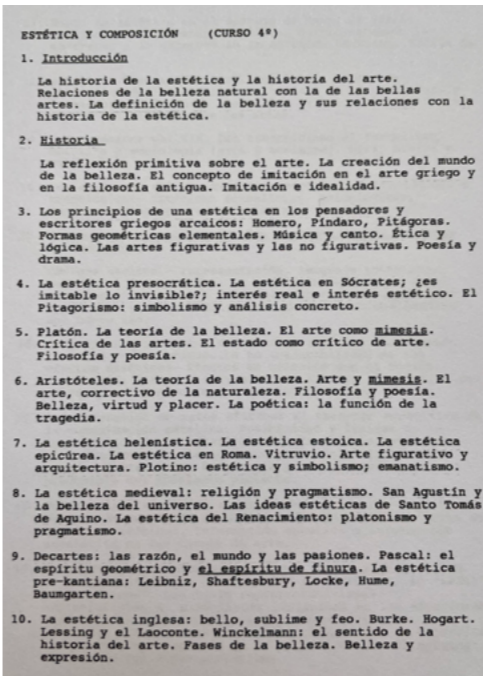 ESTÉTICA Y COMPOSICIÓN (CURSO 4º)
1. Introducción
La historia de la estética y la historia del arte.
Relaciones de la belleza natural con la de las bellas
artes. La definición de la belleza y sus relaciones con la
historia de la estética.
2. Historia
La reflexión primitiva sobre el arte. La creación del mundo
de la belleza. El concepto de imitación en el arte griego y
en la filosofía antigua. Imitación e idealidad.
3. Los principios de una estética en los pensadores y
escritores griegos arcaicos: Homero, Píndaro, Pitágoras.
Formas geométricas elementales. Música y canto. Ética y
lógica. Las artes figurativas y las no figurativas. Poesía y
drama.
4. La estética presocrática. La estética en Sócrates; ¿es
imitable lo invisible?; interés real e interés estético. El
Pitagorismo: simbolismo y análisis concreto.
5. Platón. La teoría de la belleza. El arte como mimesis.
Crítica de las artes. El estado como crítico de arte.
Filosofía y poesía.
6. Aristóteles. La teoría de la belleza. Arte y mimesis. El
arte, correctivo de la naturaleza. Filosofía y poesía.
Belleza, virtud y placer. La poética: la función de la
tragedia.
7. La estética helenística. La estética estoica. La estética
epicúrea. La estética en Roma. Vitruvio. Arte figurativo y
arquitectura. Plotino: estética y simbolismo; emanatismo.
8. La estética medieval: religión y pragmatismo. San Agustín y
la belleza del universo. Las ideas estéticas de Santo Tomás
de Aquino. La estética del Renacimiento: platonismo y
pragmatismo.
9. Decartes: las razón, el mundo y las pasiones. Pascal: el
espíritu geométrico y el espíritu de finura. La estética
pre-kantiana: Leibniz, Shaftesbury, Locke, Hume,
Baumgarten.
10. La estética inglesa: bello, sublime y feo. Burke. Hogart.
Lessing y el Laoconte. Winckelmann: el sentido de la
historia del arte. Fases de la belleza. Belleza y
expresión.